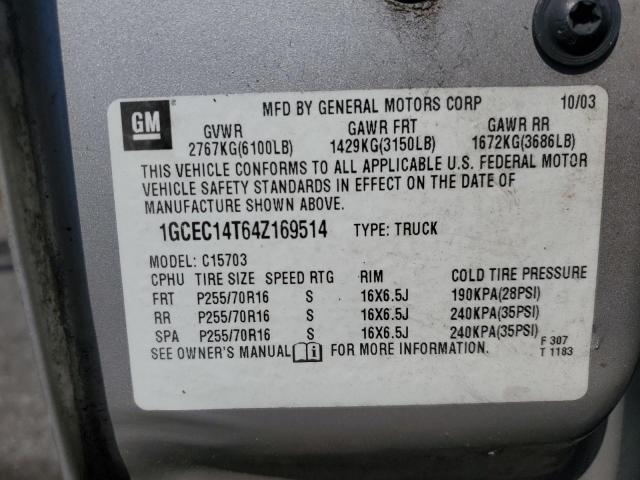 GM
MFD BY GENERAL MOTORS CORP 10/03
GVWR GAWR FRT GAWR RR
2767KG(6100LB) 1429KG(3150LB) 1672KG(3686LB)
THIS VEHICLE CONFORMS TO ALL APPLICABLE U.S. FEDERAL MOTOR
VEHICLE SAFETY STANDARDS IN EFFECT ON THE DATE OF
MANUFACTURE SHOWN ABOVE.
1GCEC14T64Z169514 TYPE: TRUCK
MODEL: C15703
CPHU TIRE SIZE SPEED RTG RIM COLD TIRE PRESSURE
FRT P255/70R16 S 16X6.5J 190KPA(28PSI)
RR P255/70R16 S 16X6.5J 240KPA(35PSI)
SPA P255/70R16 S 16X6.5J 240KPA(35PSI)
SEE OWNER'S MANUAL i FOR MORE INFORMATION.
F 307
T 1183